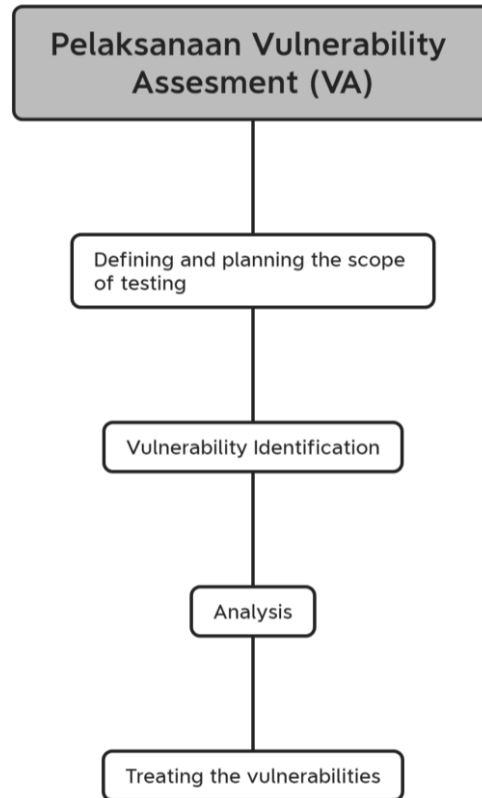 Pelaksanaan Vulnerability
Assesment (VA)
Defining and planning the scope
of testing
Vulnerability Identification
Analysis
Treating the vulnerabilities